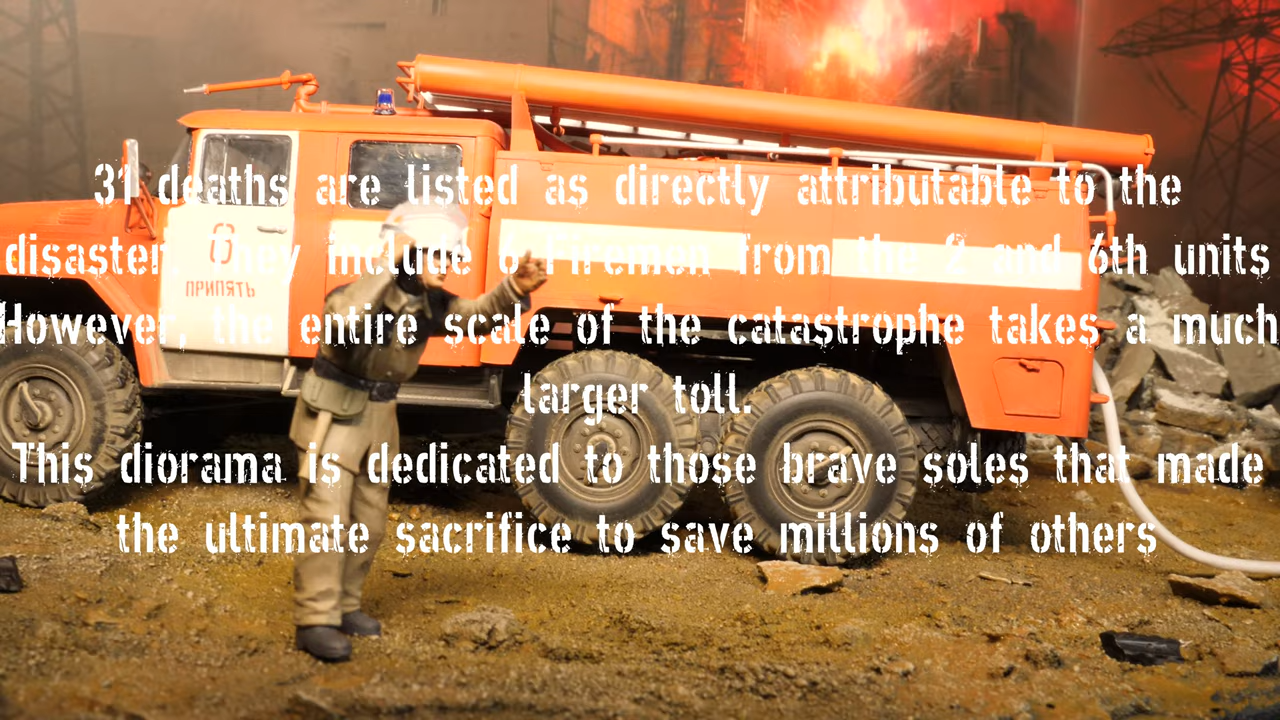 31 deaths are listed as directly attributable to the
disaster. They include 6 Firemen from the 2 and 6th units
However, the entire scale of the catastrophe takes a much
larger toll.
This diorama is dedicated to those brave soles that made
the ultimate sacrifice to save millions of others
6
ПРИПЯТЬ